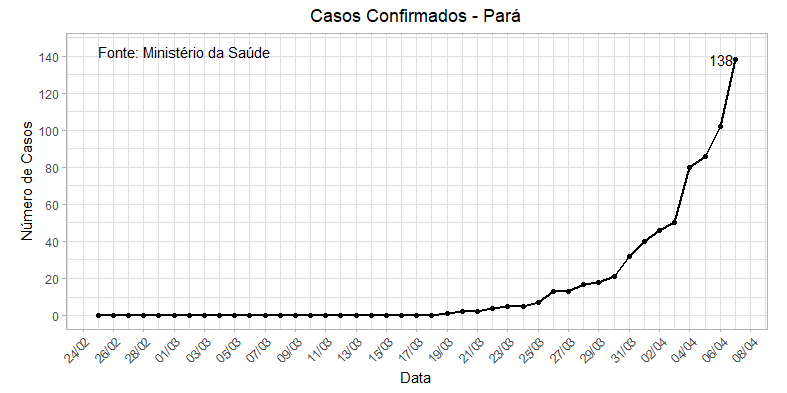 Casos Confirmados - Pará
Fonte: Ministério da Saúde
138
Número de Casos
140
120
100
80
60
40
20
0
24/02 26/02 28/02 01/03 03/03 05/03 07/03 09/03 11/03 13/03 15/03 17/03 19/03 21/03 23/03 25/03 27/03 29/03 31/03 02/04 04/04 06/04 08/04
Data